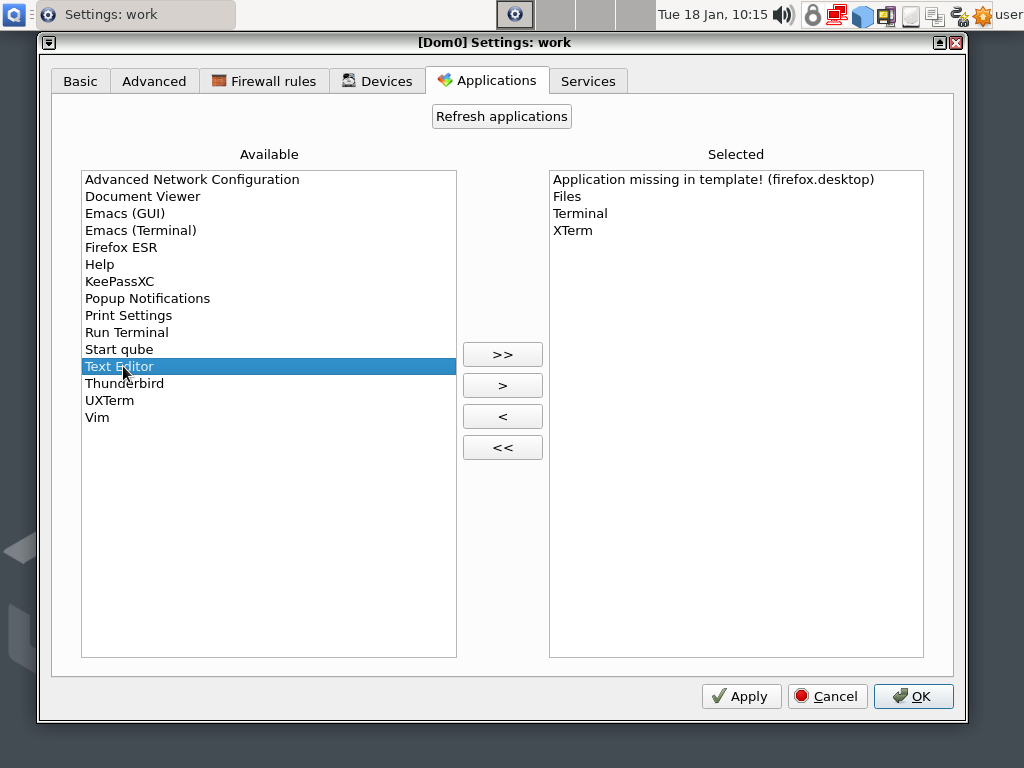 Settings: work
Tue 18 Jan, 10:15
user
[Dom0] Settings: work
Basic
Advanced
Firewall rules
Devices
Applications
Services
Refresh applications
Available
Selected
Advanced Network Configuration
Document Viewer
Emacs (GUI)
Emacs (Terminal)
Firefox ESR
Help
KeePassXC
Popup Notifications
Print Settings
Run Terminal
Start qube
Text Editor
Thunderbird
UXTerm
Vim
>>
>
<
<<
Application missing in template! (firefox.desktop)
Files
Terminal
XTerm
Apply
Cancel
OK